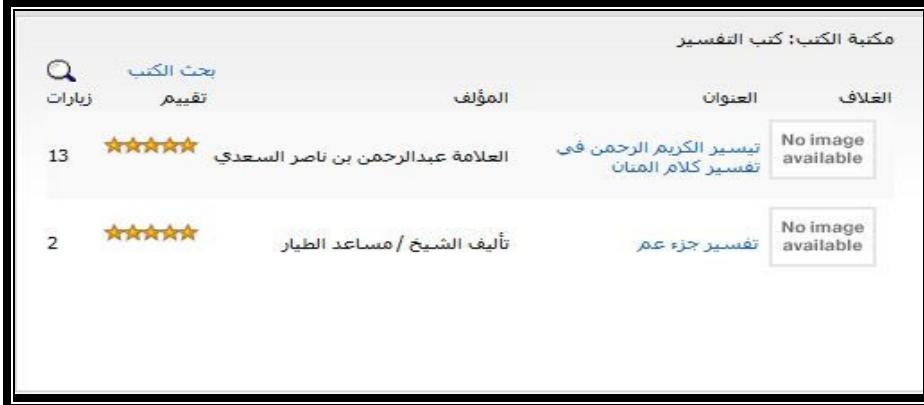 مكتبة الكتب: كتب التفسير
بحث الكتب
الغلاف العنوان المؤلف تقييم زيارات
No image
available
تيسير الكريم الرحمن في
تفسير كلام المنان
العلامة عبدالرحمن بن ناصر السعدي
13
No image
available
تفسير جزء عم
تأليف الشيخ / مساعد الطيار
2